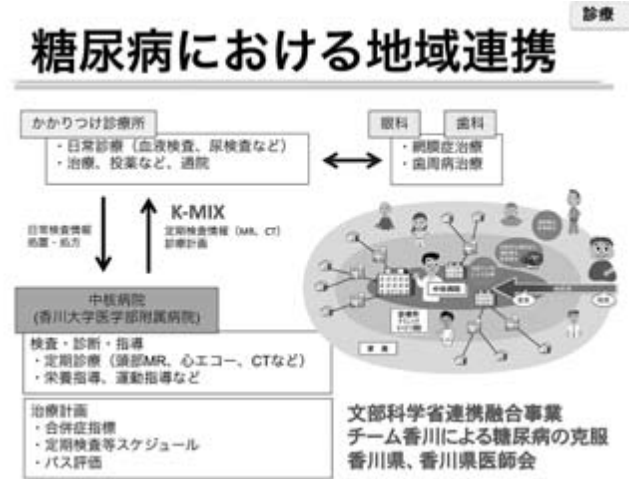 診療
糖尿病における地域連携
かかりつけ診療所
・日常診療（血液検査、尿検査など）
・治療、投薬など、通院
眼科
歯科
・網膜症治療
・歯周病治療
日常検査情報
処置・処方
K-MIX
定期検査情報（MR、CT）
診療計画
中核病院
(香川大学医学部附属病院)
検査・診断・指導
・定期診療（頭部MR、心エコー、CTなど）
・栄養指導、運動指導など
治療計画
・合併症指標
・定期検査等スケジュール
・パス評価
中核病院
文部科学省連携融合事業
チーム香川による糖尿病の克服
香川県、香川県医師会